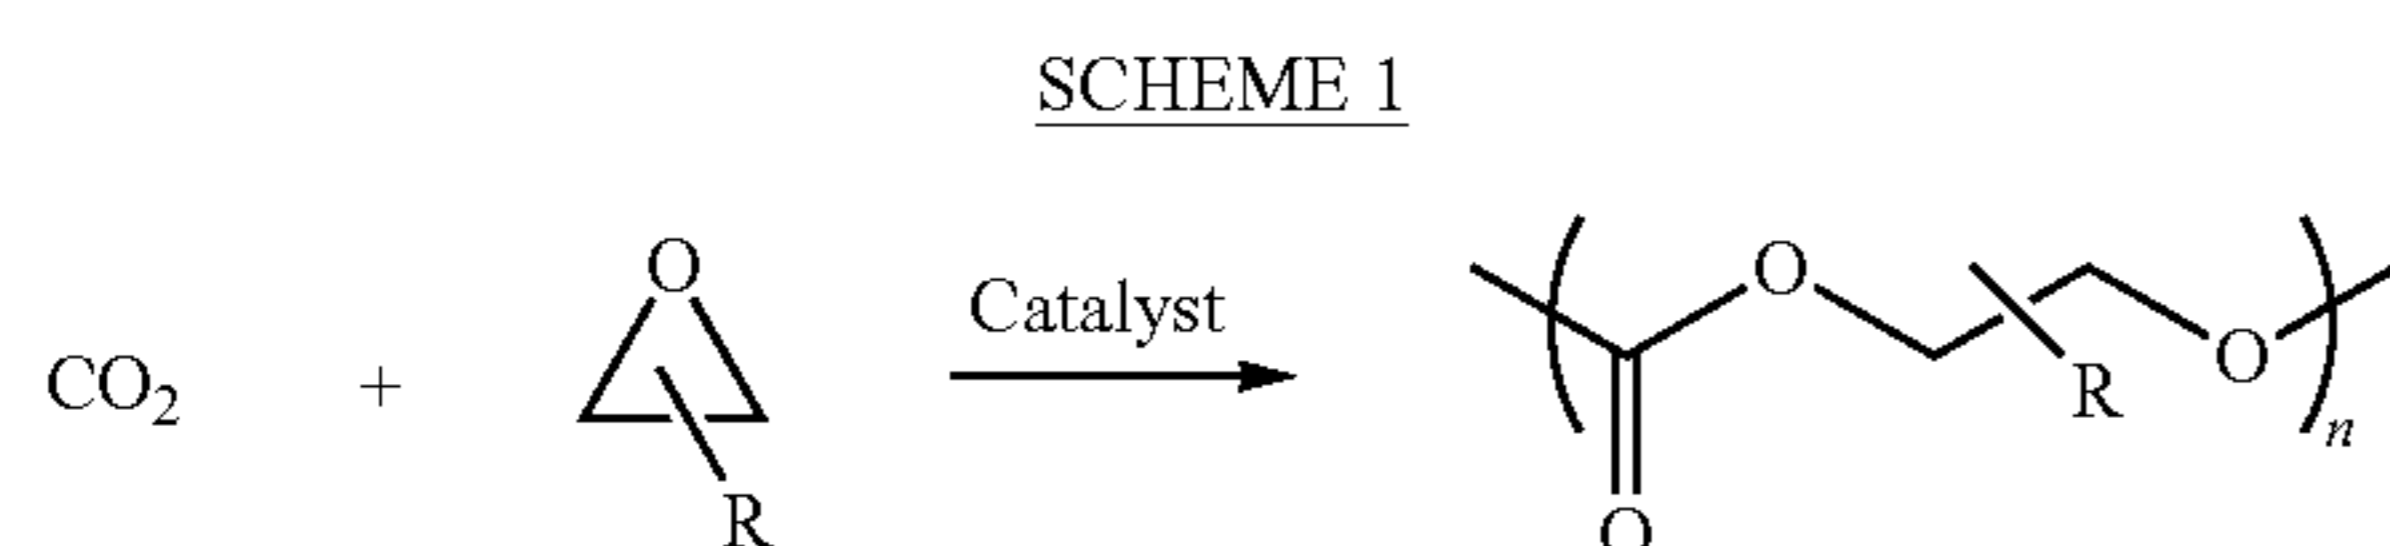 SCHEME 1
CO₂ + O R Catalyst O O R O n